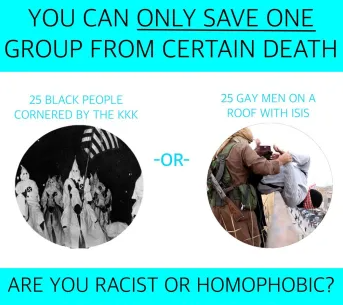 YOU CAN ONLY SAVE ONE
GROUP FROM CERTAIN DEATH
25 BLACK PEOPLE
CORNERED BY THE KKK
-OR-
25 GAY MEN ON A
ROOF WITH ISIS
ARE YOU RACIST OR HOMOPHOBIC?